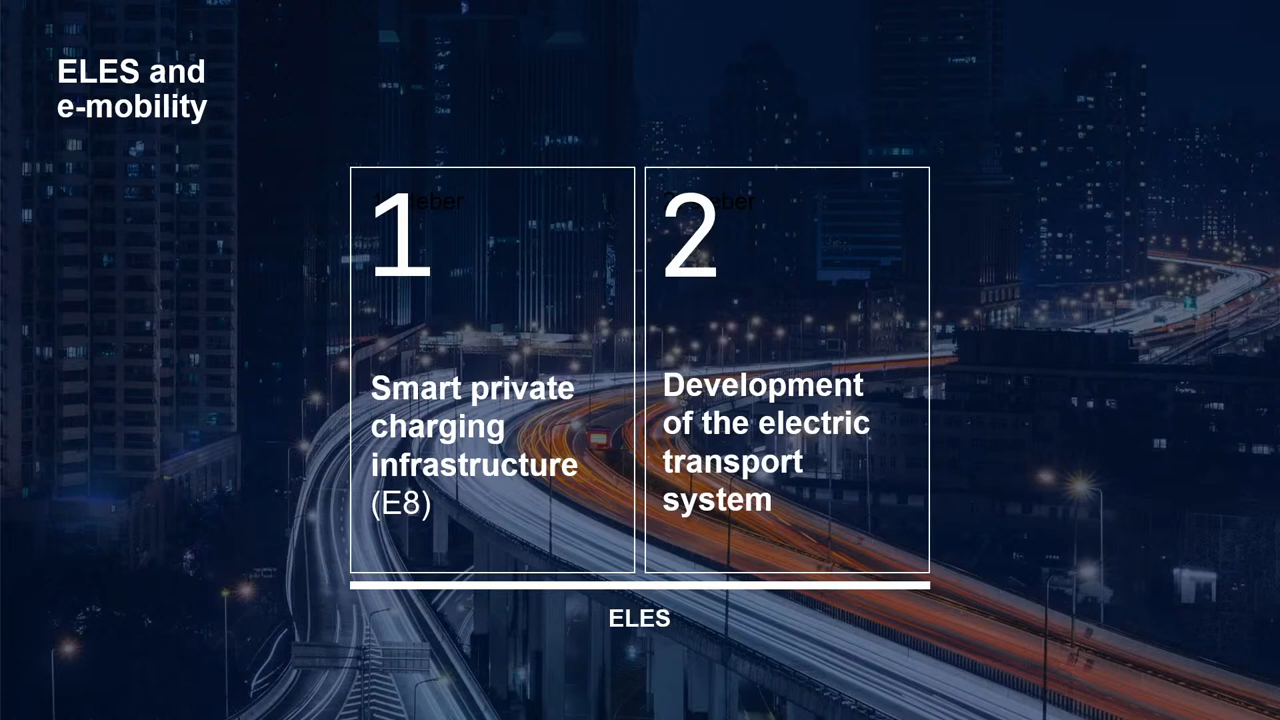 ELES and
e-mobility
1
2
Smart private
charging
infrastructure
(E8)
Development
of the electric
transport
system
ELES